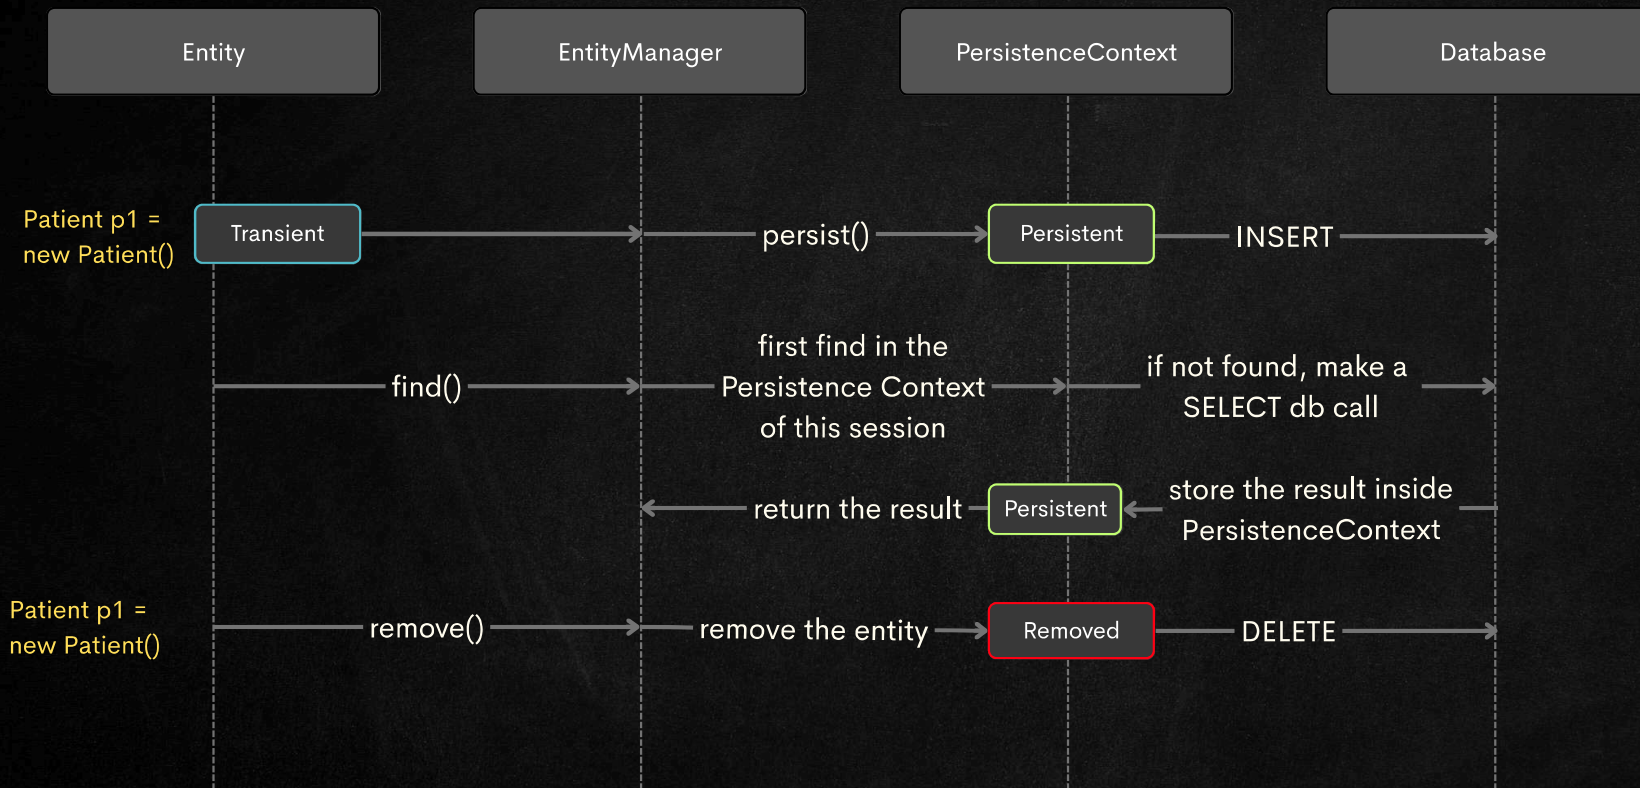 Entity
EntityManager
PersistenceContext
Database
Patient p1 =
new Patient()
Transient
persist()
Persistent
INSERT
find()
first find in the
Persistence Context
of this session
if not found, make a
SELECT db call
return the result
Persistent
store the result inside
PersistenceContext
Patient p1 =
new Patient()
remove()
remove the entity
Removed
DELETE